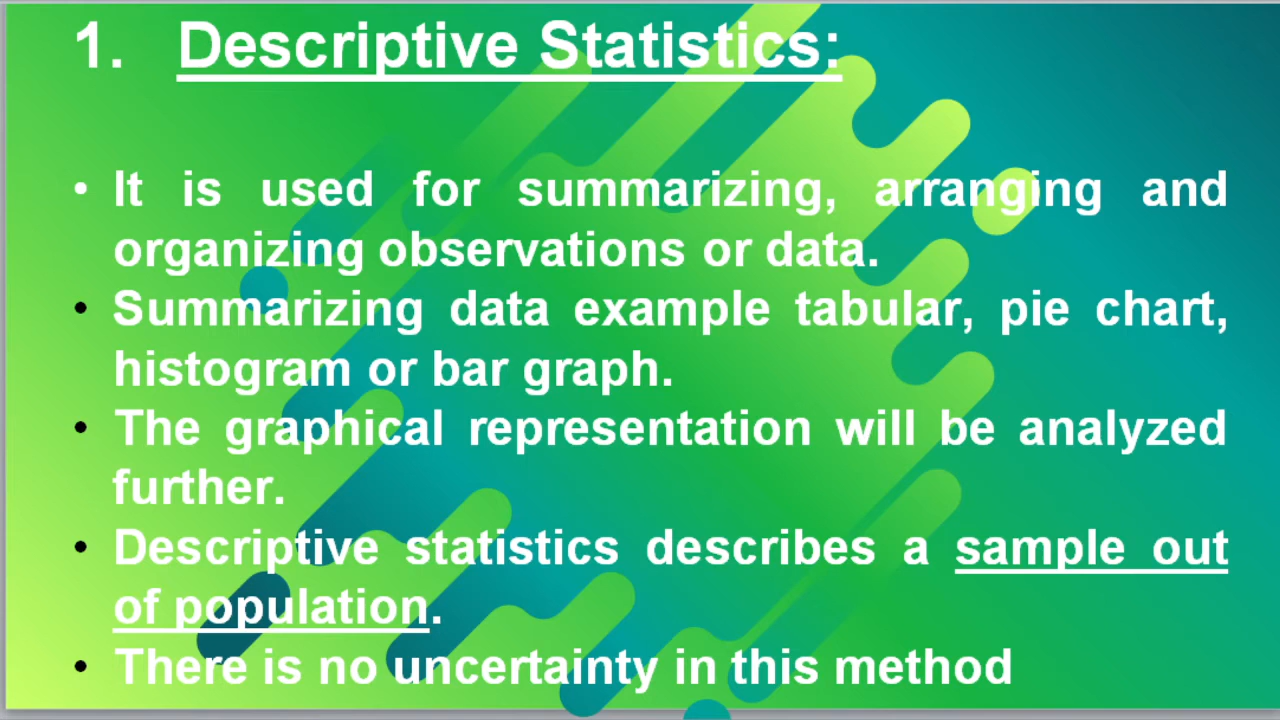 1. Descriptive Statistics:
• It is used for summarizing, arranging and
organizing observations or data.
• Summarizing data example tabular, pie chart,
histogram or bar graph.
• The graphical representation will be analyzed
further.
• Descriptive statistics describes a sample out
of population.
• There is no uncertainty in this method